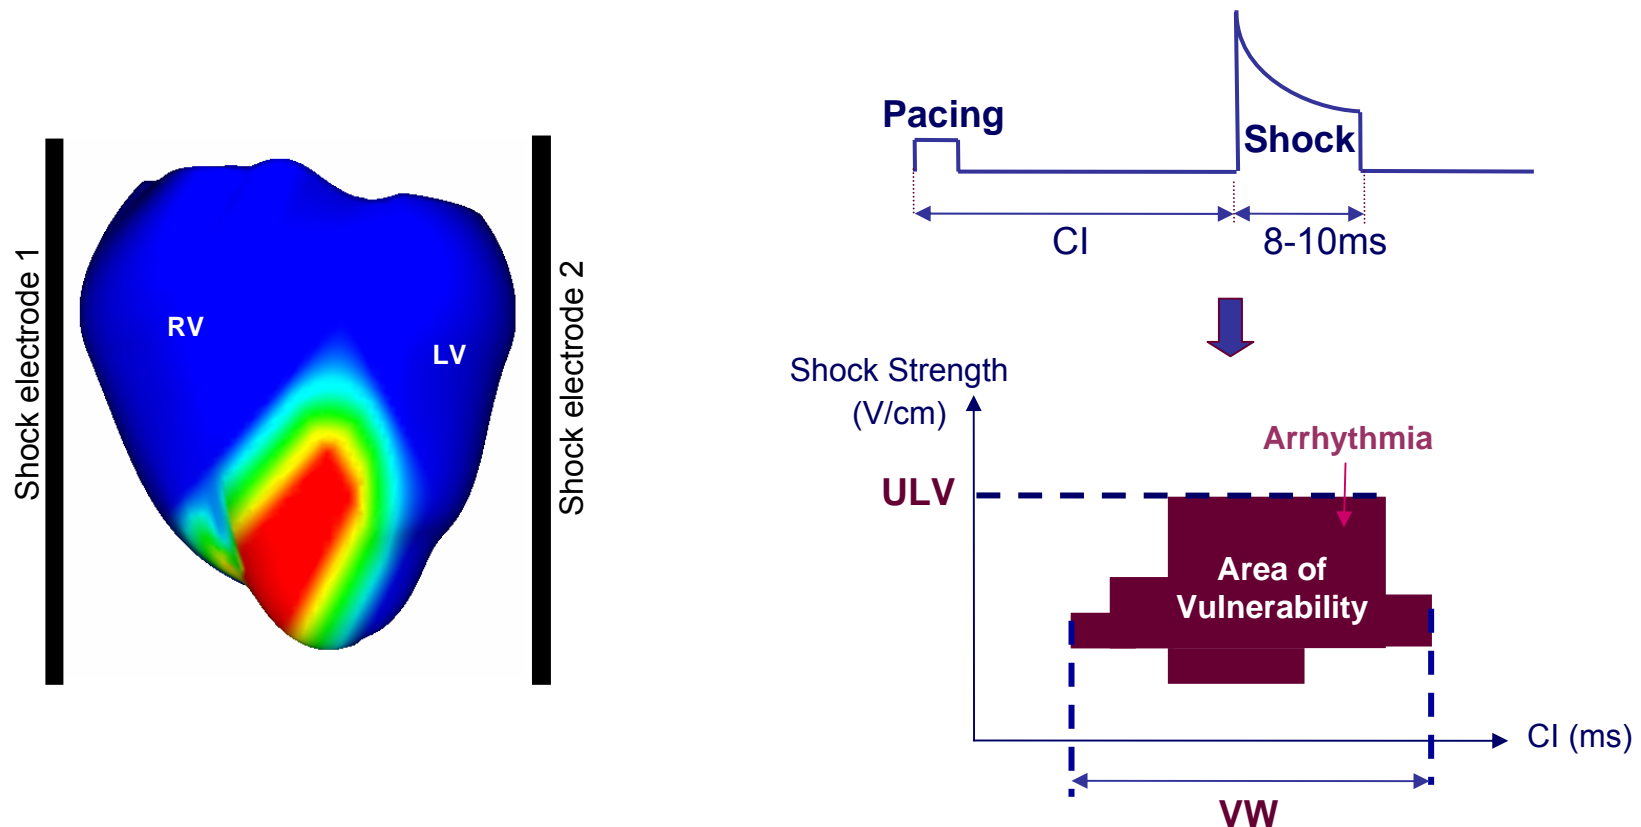 Shock electrode 1
RV
LV
Shock electrode 2
Pacing
Shock
CI
8-10ms
Shock Strength
(V/cm)
Arrhythmia
ULV
Area of
Vulnerability
CI (ms)
VW